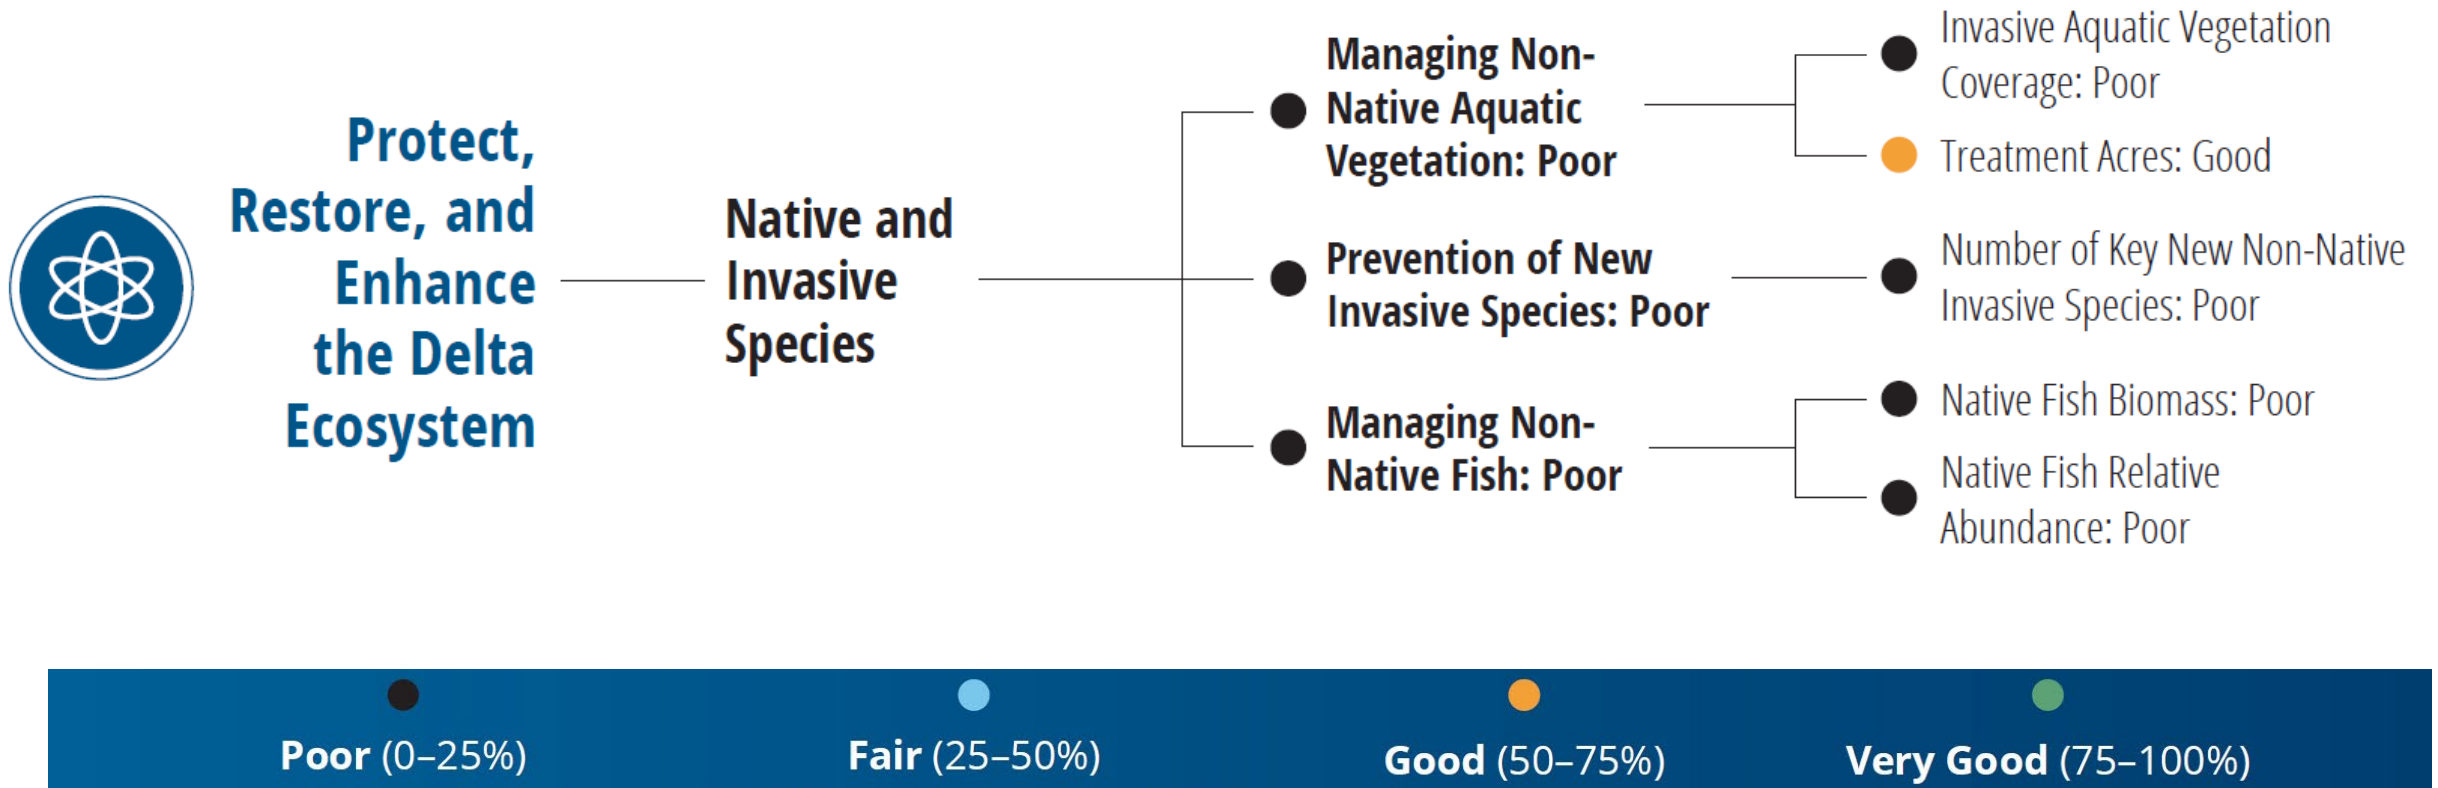 Protect,
Restore, and
Enhance
the Delta
Ecosystem
Native and
Invasive
Species
Managing Non-
Native Aquatic
Vegetation: Poor
Invasive Aquatic Vegetation
Coverage: Poor
Treatment Acres: Good
Prevention of New
Invasive Species: Poor
Number of Key New Non-Native
Invasive Species: Poor
Managing Non-
Native Fish: Poor
Native Fish Biomass: Poor
Native Fish Relative
Abundance: Poor
Poor (0–25%)
Fair (25–50%)
Good (50–75%)
Very Good (75–100%)